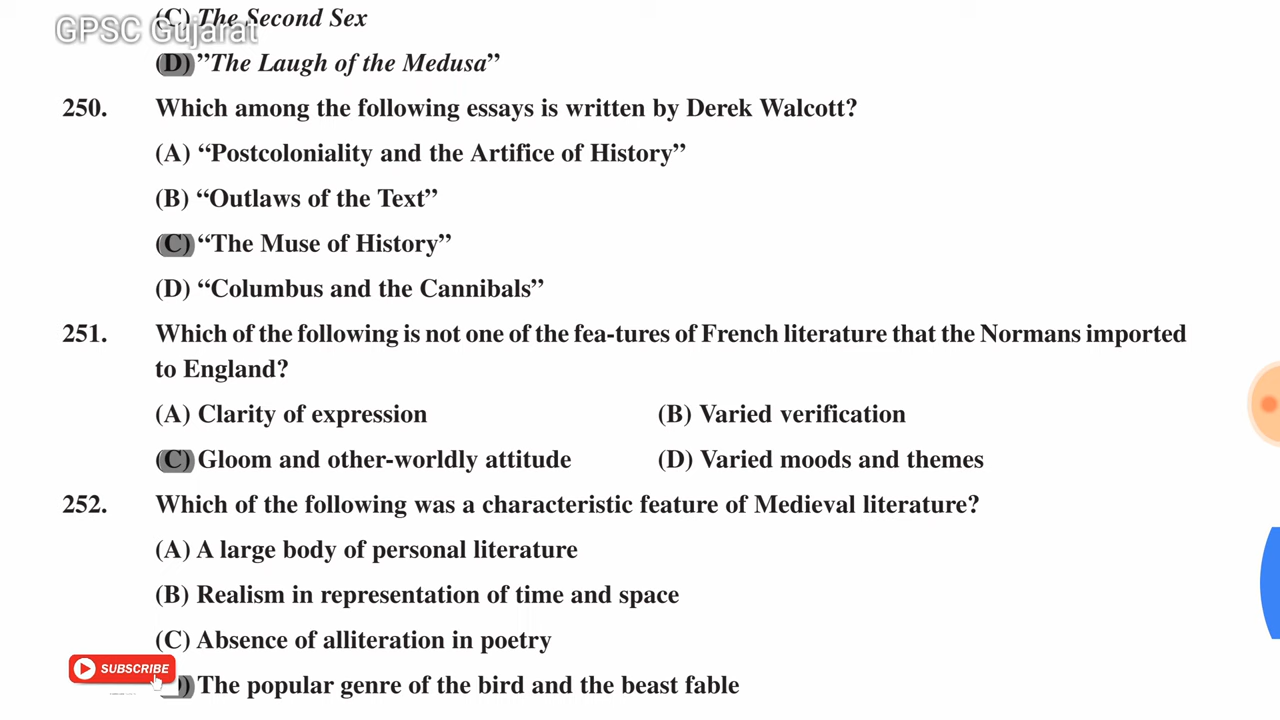 (C) The Second Sex
GPSC Gujarat
(D) ”The Laugh of the Medusa”
250. Which among the following essays is written by Derek Walcott?
(A) “Postcoloniality and the Artifice of History”
(B) “Outlaws of the Text”
(C) “The Muse of History”
(D) “Columbus and the Cannibals”
251. Which of the following is not one of the fea-tures of French literature that the Normans imported
to England?
(A) Clarity of expression (B) Varied verification
(C) Gloom and other-worldly attitude (D) Varied moods and themes
252. Which of the following was a characteristic feature of Medieval literature?
(A) A large body of personal literature
(B) Realism in representation of time and space
(C) Absence of alliteration in poetry
SUBSCRIBE
The popular genre of the bird and the beast fable